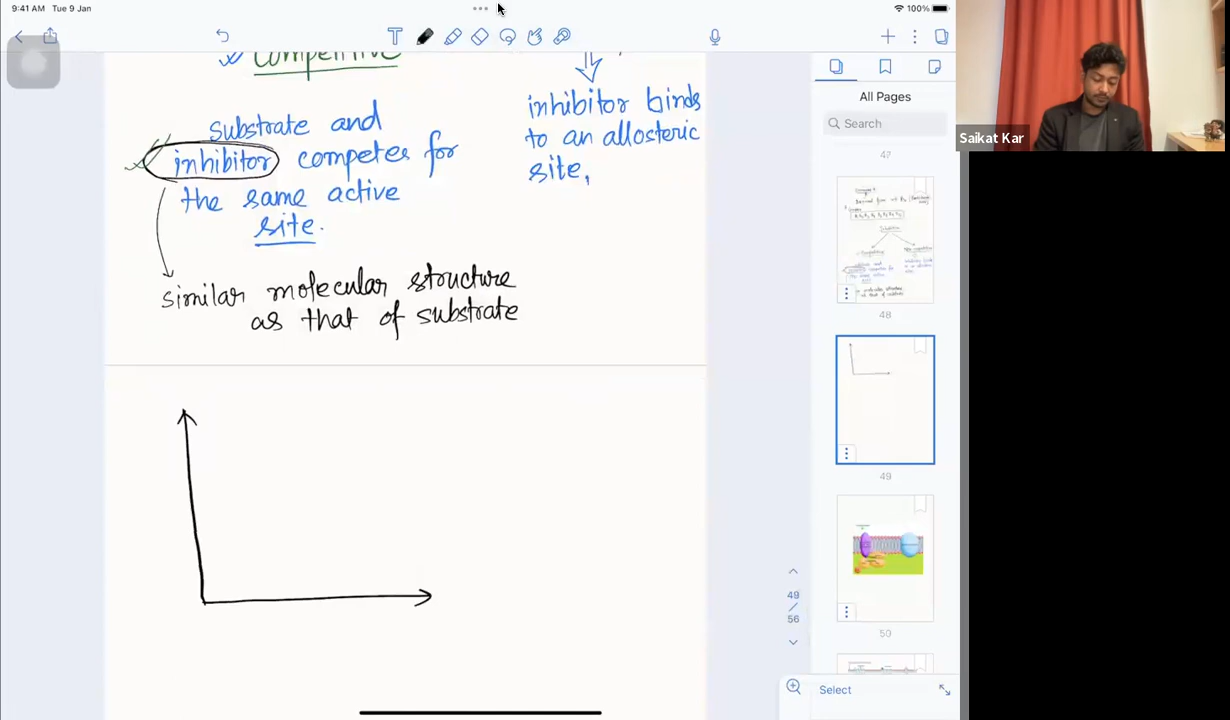 9:41 AM Tue 9 Jan
100%
T
Competitive
Substrate and
inhibitor competes for
the same active
site.
inhibitor binds
to an allosteric
site,
similar molecular structure
as that of substrate
All Pages
Search
47
48
49
50
49
/
56
Select
Saikat Kar